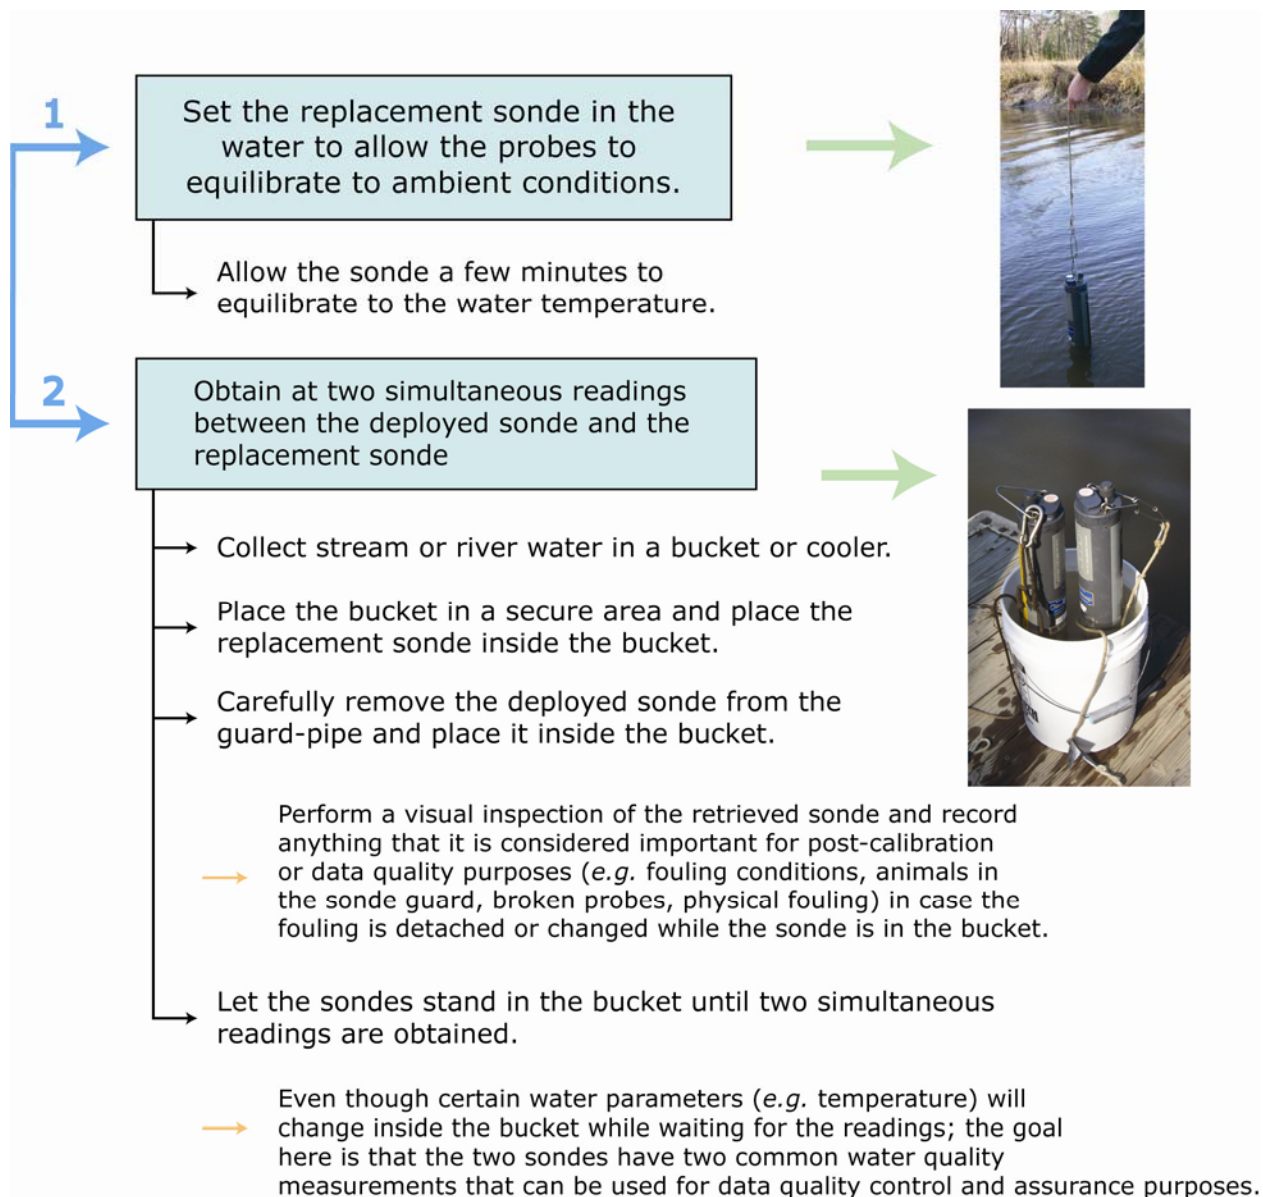 1
Set the replacement sonde in the
water to allow the probes to
equilibrate to ambient conditions.
Allow the sonde a few minutes to
equilibrate to the water temperature.
2
Obtain at two simultaneous readings
between the deployed sonde and the
replacement sonde
Collect stream or river water in a bucket or cooler.
Place the bucket in a secure area and place the
replacement sonde inside the bucket.
Carefully remove the deployed sonde from the
guard-pipe and place it inside the bucket.
Perform a visual inspection of the retrieved sonde and record
anything that it is considered important for post-calibration
or data quality purposes (e.g. fouling conditions, animals in
the sonde guard, broken probes, physical fouling) in case the
fouling is detached or changed while the sonde is in the bucket.
Let the sondes stand in the bucket until two simultaneous
readings are obtained.
Even though certain water parameters (e.g. temperature) will
change inside the bucket while waiting for the readings; the goal
here is that the two sondes have two common water quality
measurements that can be used for data quality control and assurance purposes.